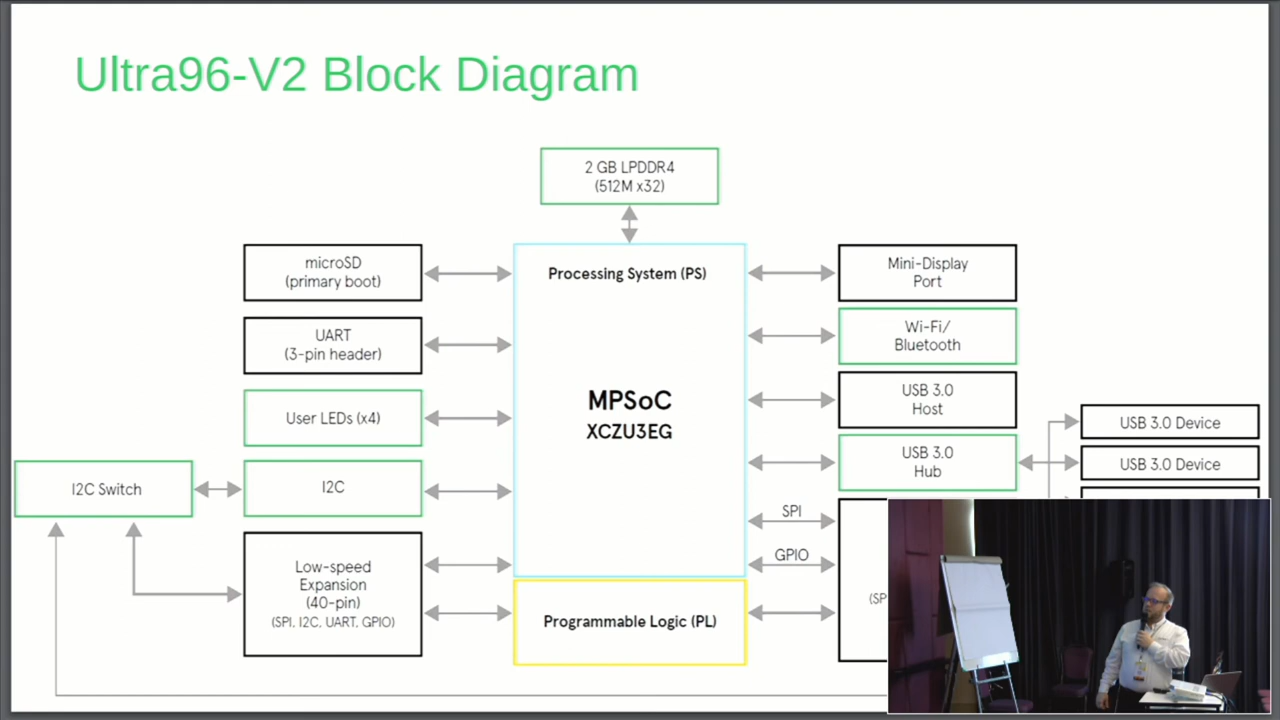 Ultra96-V2 Block Diagram
2 GB LPDDR4
(512M x32)
microSD
(primary boot)
Processing System (PS)
Mini-Display
Port
UART
(3-pin header)
Wi-Fi/
Bluetooth
User LEDs (x4)
MPSoC
XCZU3EG
USB 3.0
Host
USB 3.0 Device
I2C Switch
I2C
USB 3.0
Hub
USB 3.0 Device
SPI
GPIO
Low-speed
Expansion
(40-pin)
(SPI, I2C, UART, GPIO)
Programmable Logic (PL)